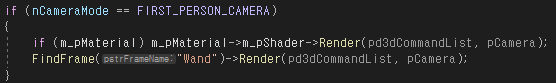 if (nCameraMode == FIRST_PERSON_CAMERA)
{
if (m_pMaterial) m_pMaterial->m_pShader->Render(pd3dCommandList, pCamera);
FindFrame(pstrFrameName:"Wand")->Render(pd3dCommandList, pCamera);
}